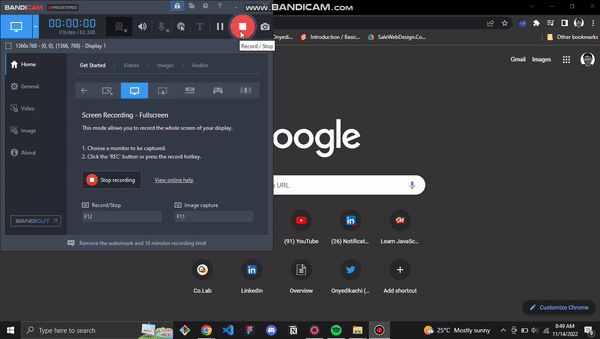 BANDICAM UNREGISTERED
www.BANDICAM.com
00:00:00
0 bytes / 62.3GB
Record / Stop
1366x768 - (0, 0), (1366, 768) - Display 1
Home
General
Video
Image
About
BANDICUT
Get Started
Videos
Images
Audios
Screen Recording - Fullscreen
This mode allows you to record the whole screen of your display.
1. Choose a monitor to be captured.
2. Click the 'REC' button or press the record hotkey.
Stop recording
View online help
Record/Stop
F12
Image capture
F11
Remove the watermark and 10 minutes recording limit
Onyedi...
Introduction / Basic...
SaleWebDesign.Co...
Other bookmarks
Gmail
Images
oogle
URL
(91) YouTube
(26) Notificat...
Learn JavaSc...
Co.Lab
LinkedIn
Overview
Onyedikachi (...
Add shortcut
Customize Chrome
Type here to search
25°C Mostly sunny
8:49 AM
11/14/2022